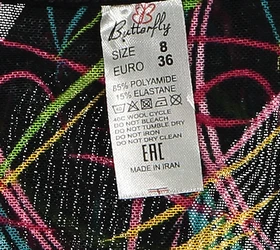 Butterfly
SIZE 8
EURO 36
85% POLYAMIDE
15% ELASTANE
40C WOOL CYCLE
DO NOT BLEACH
DO NOT TUMBLE DRY
DO NOT IRON
DO NOT DRY CLEAN
EAC
MADE IN IRAN